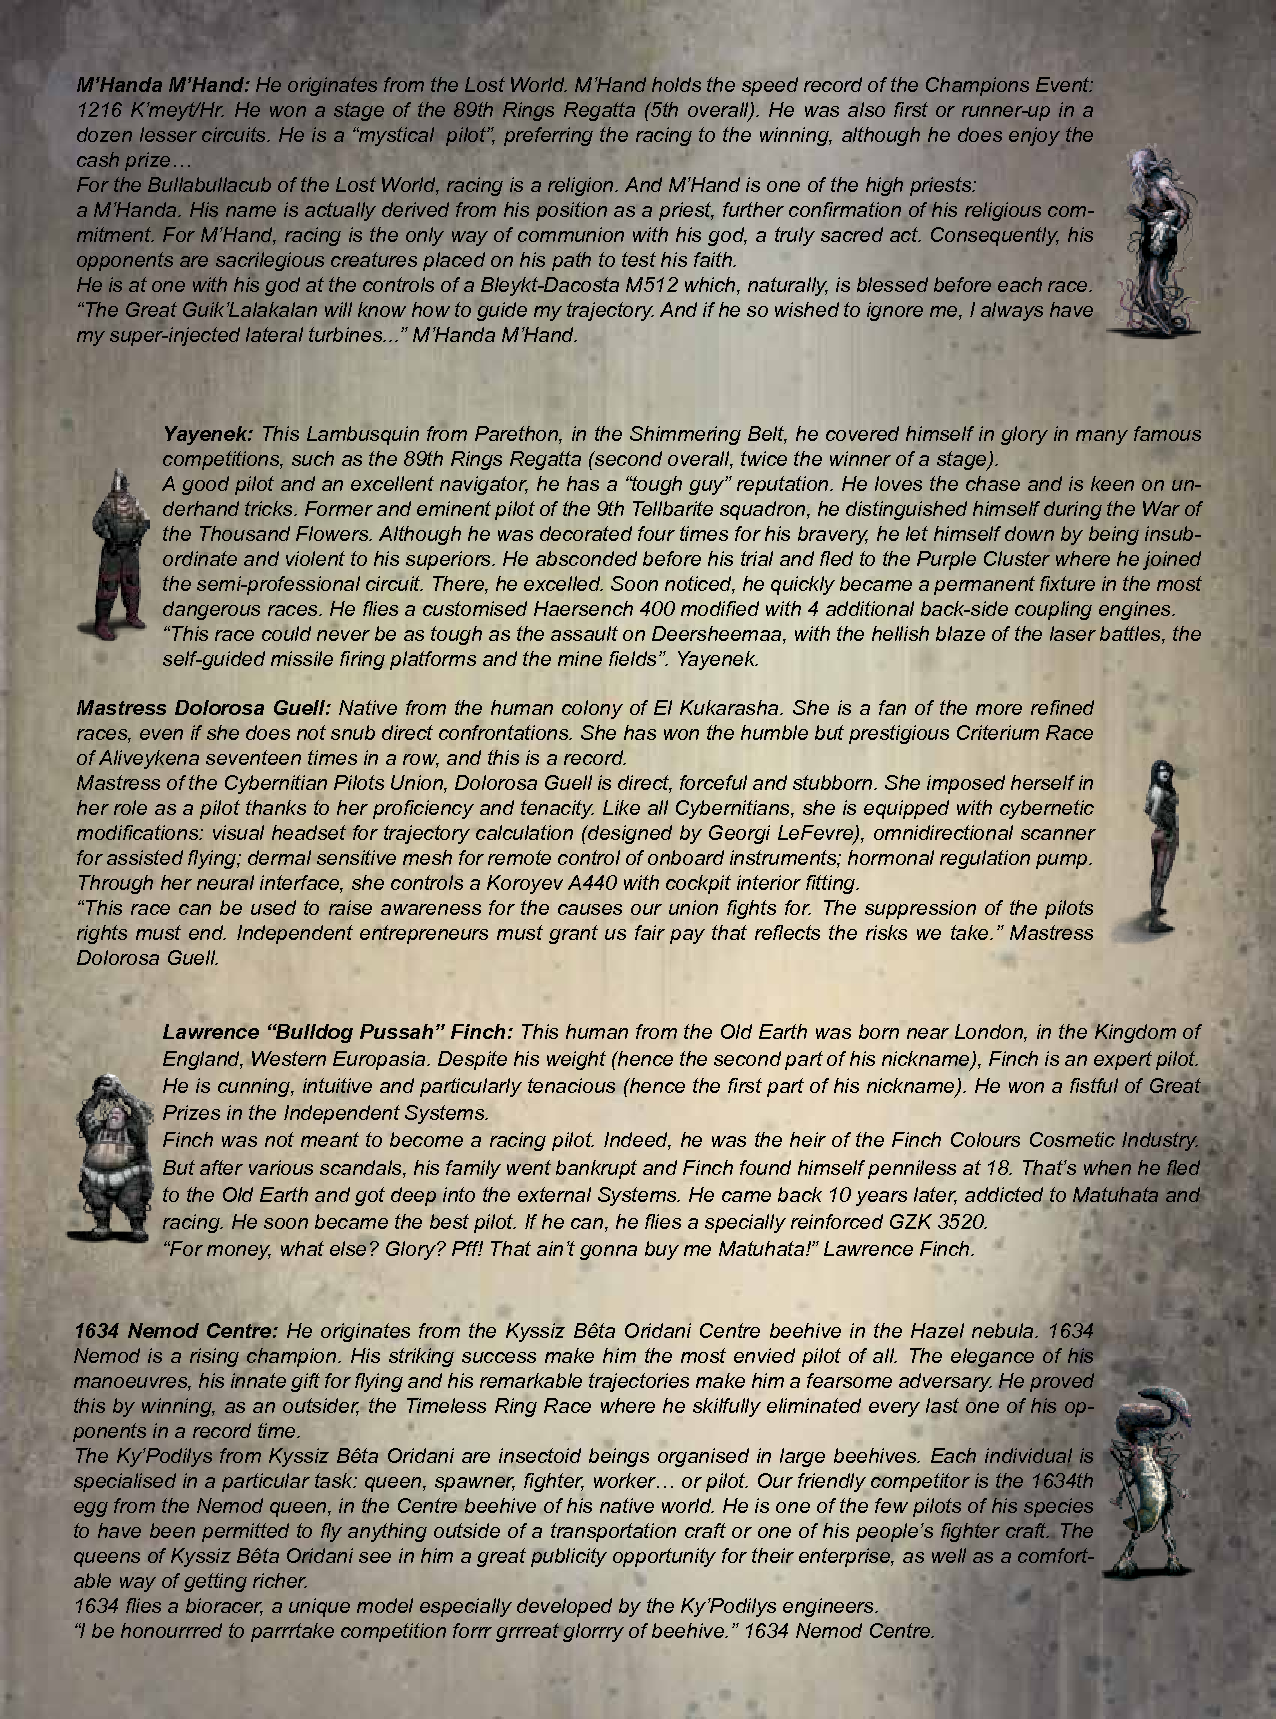 M'Handa M'Hand: He originates from the Lost World. M'Hand holds the speed record of the Champions Event:
1216 K'meyt/Hr. He won a stage of the 89th Rings Regatta (5th overall). He was also first or runner-up in a
dozen lesser circuits. He is a “mystical pilot”, preferring the racing to the winning, although he does enjoy the
cash prize…
For the Bullabullacub of the Lost World, racing is a religion. And M'Hand is one of the high priests:
a M'Handa. His name is actually derived from his position as a priest, further confirmation of his religious com-
mitment. For M'Hand, racing is the only way of communion with his god, a truly sacred act. Consequently, his
opponents are sacrilegious creatures placed on his path to test his faith.
He is at one with his god at the controls of a Bleykt-Dacosta M512 which, naturally, is blessed before each race.
“The Great Guik'Lalakalan will know how to guide my trajectory. And if he so wished to ignore me, I always have
my super-injected lateral turbines...” M'Handa M'Hand.
Yayenek: This Lambusquin from Parethon, in the Shimmering Belt, he covered himself in glory in many famous
competitions, such as the 89th Rings Regatta (second overall, twice the winner of a stage).
A good pilot and an excellent navigator, he has a “tough guy” reputation. He loves the chase and is keen on un-
derhand tricks. Former and eminent pilot of the 9th Tellbarite squadron, he distinguished himself during the War of
the Thousand Flowers. Although he was decorated four times for his bravery, he let himself down by being insub-
ordinate and violent to his superiors. He absconded before his trial and fled to the Purple Cluster where he joined
the semi-professional circuit. There, he excelled. Soon noticed, he quickly became a permanent fixture in the most
dangerous races. He flies a customised Haersench 400 modified with 4 additional back-side coupling engines.
“This race could never be as tough as the assault on Deersheemaa, with the hellish blaze of the laser battles, the
self-guided missile firing platforms and the mine fields”. Yayenek.
Mastress Dolorosa Guell: Native from the human colony of El Kukarasha. She is a fan of the more refined
races, even if she does not snub direct confrontations. She has won the humble but prestigious Criterium Race
of Aliveykena seventeen times in a row, and this is a record.
Mastress of the Cybernitian Pilots Union, Dolorosa Guell is direct, forceful and stubborn. She imposed herself in
her role as a pilot thanks to her proficiency and tenacity. Like all Cybernitians, she is equipped with cybernetic
modifications: visual headset for trajectory calculation (designed by Georgi LeFevre), omnidirectional scanner
for assisted flying; dermal sensitive mesh for remote control of onboard instruments; hormonal regulation pump.
Through her neural interface, she controls a Koroyev A440 with cockpit interior fitting.
“This race can be used to raise awareness for the causes our union fights for. The suppression of the pilots
rights must end. Independent entrepreneurs must grant us fair pay that reflects the risks we take.” Mastress
Dolorosa Guell.
Lawrence “Bulldog Pussah” Finch: This human from the Old Earth was born near London, in the Kingdom of
England, Western Europasia. Despite his weight (hence the second part of his nickname), Finch is an expert pilot.
He is cunning, intuitive and particularly tenacious (hence the first part of his nickname). He won a fistful of Great
Prizes in the Independent Systems.
Finch was not meant to become a racing pilot. Indeed, he was the heir of the Finch Colours Cosmetic Industry.
But after various scandals, his family went bankrupt and Finch found himself penniless at 18. That's when he fled
to the Old Earth and got deep into the external Systems. He came back 10 years later, addicted to Matuhata and
racing. He soon became the best pilot. If he can, he flies a specially reinforced GZK 3520.
“For money, what else? Glory? Pff! That ain't gonna buy me Matuhata!” Lawrence Finch.
1634 Nemod Centre: He originates from the Kyssiz Bêta Oridani Centre beehive in the Hazel nebula. 1634
Nemod is a rising champion. His striking success make him the most envied pilot of all. The elegance of his
manoeuvres, his innate gift for flying and his remarkable trajectories make him a fearsome adversary. He proved
this by winning, as an outsider, the Timeless Ring Race where he skilfully eliminated every last one of his op-
ponents in a record time.
The Ky'Podilys from Kyssiz Bêta Oridani are insectoid beings organised in large beehives. Each individual is
specialised in a particular task: queen, spawner, fighter, worker… or pilot. Our friendly competitor is the 1634th
egg from the Nemod queen, in the Centre beehive of his native world. He is one of the few pilots of his species
to have been permitted to fly anything outside of a transportation craft or one of his people's fighter craft. The
queens of Kyssiz Bêta Oridani see in him a great publicity opportunity for their enterprise, as well as a comfort-
able way of getting richer.
1634 flies a bioracer, a unique model especially developed by the Ky'Podilys engineers.
“I be honourrrred to parrrtake competition forrr grrreat glorrry of beehive.” 1634 Nemod Centre.